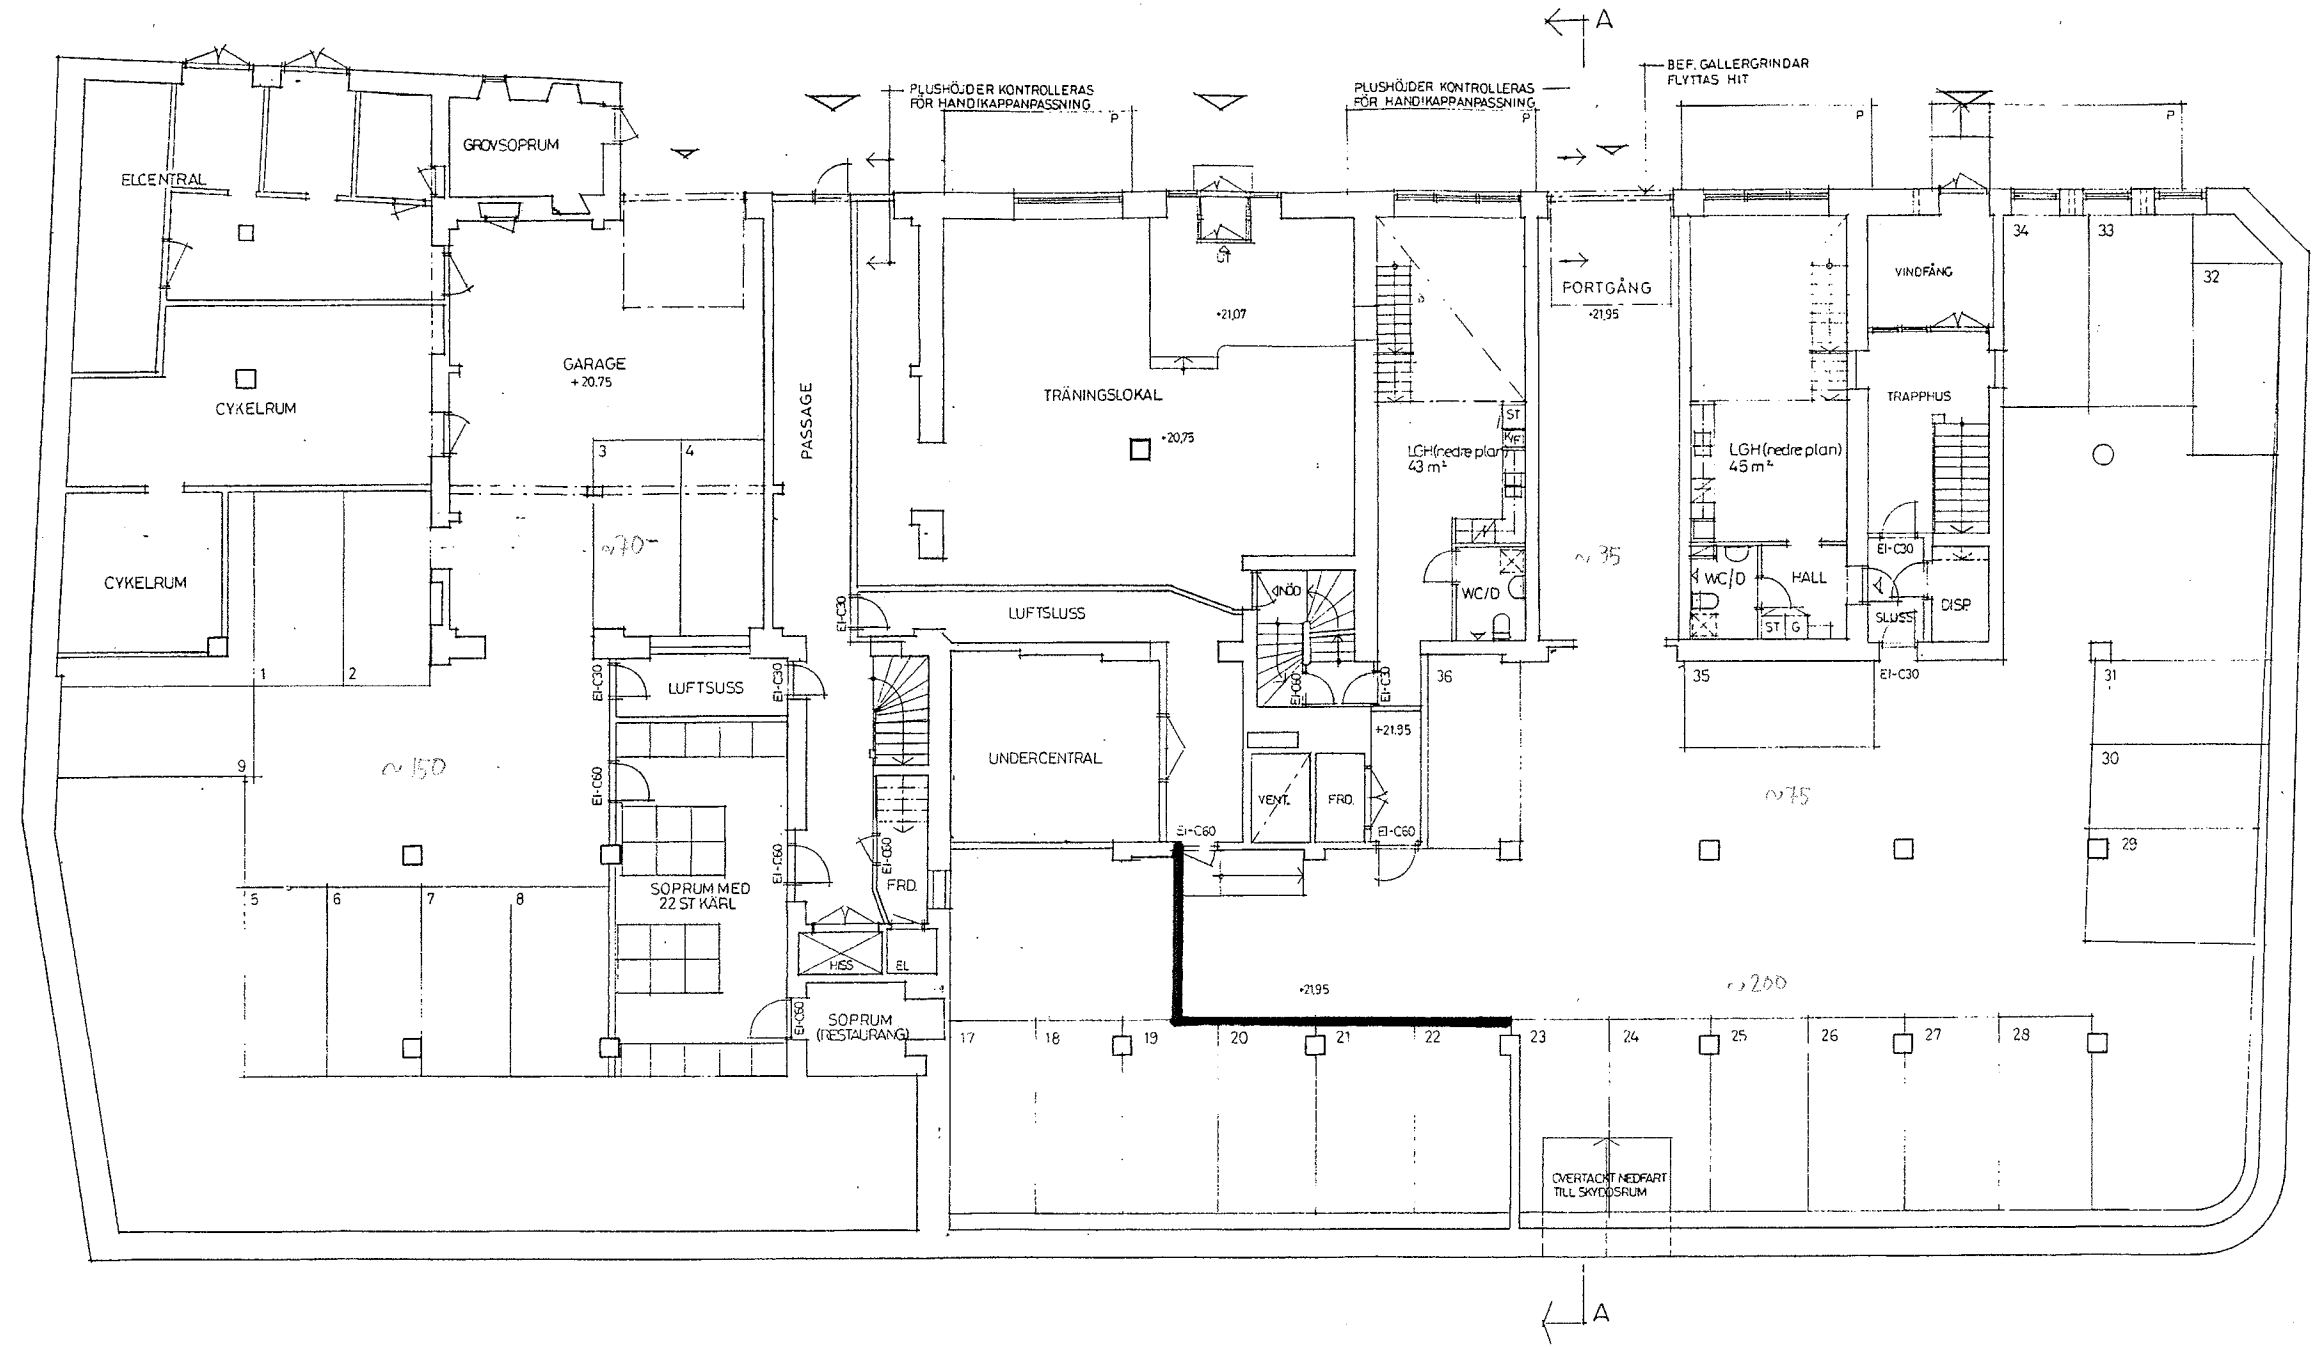 A
BEF. GALLERGRINDAR
FLYTTAS HIT
PLUSHÖJDER KONTROLLERAS
FÖR HANDIKAPPANPASSNING
PLUSHÖJDER KONTROLLERAS
FÖR HANDIKAPPANPASSNING
P
P
P
P
GROVSOPRUM
ELCENTRAL
34
33
32
VINDFÅNG
PORTGÅNG
+21,95
+21,07
GARAGE
+20.75
CYKELRUM
PASSAGE
TRÄNINGSLOKAL
+20,75
TRAPPHUS
ST
K/F
LGH(nedre plan)
43 m²
LGH(nedre plan)
45 m²
3
4
~70
~35
EI-C30
CYKELRUM
NÖD
WC/D
WC/D
HALL
ST
G
SLUSS
DISP.
EI-C30
LUFTSLUSS
EI-C30
1
2
EI-C30
LUFTSUSS
EI-C30
EI-C60
EI-C30
36
35
31
9
~150
EI-C60
UNDERCENTRAL
+21.95
VENT.
FRD.
30
~75
EI-C60
EI-C60
29
EI-C60
EI-C60
FRD.
5
6
7
8
SOPRUM MED
22 ST KÄRL
HISS
EL
EI-C60
SOPRUM
(RESTAURANG)
+21,95
~200
17
18
19
20
21
22
23
24
25
26
27
28
ÖVERTÄCKT NEDFART
TILL SKYDDSRUM
A